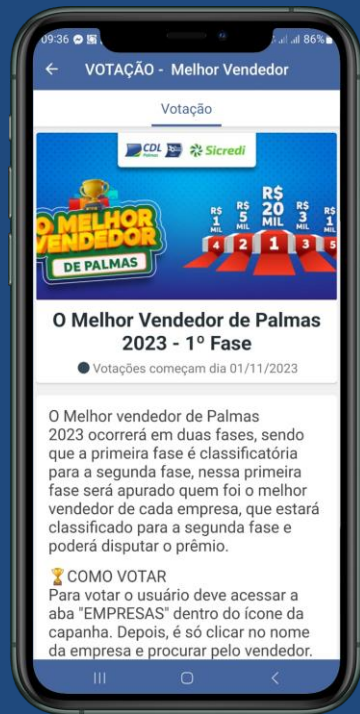 09:36
86%
VOTAÇÃO - Melhor Vendedor
Votação
CDL
Palmas
Sicredi
O MELHOR
VENDEDOR
DE PALMAS
R$ 1 MIL
R$ 5 MIL
R$ 20 MIL
R$ 3 MIL
R$ 1 MIL
4 2 1 3 5
O Melhor Vendedor de Palmas
2023 - 1º Fase
Votações começam dia 01/11/2023
O Melhor vendedor de Palmas
2023 ocorrerá em duas fases, sendo
que a primeira fase é classificatória
para a segunda fase, nessa primeira
fase será apurado quem foi o melhor
vendedor de cada empresa, que estará
classificado para a segunda fase e
poderá disputar o prêmio.
🏆COMO VOTAR
Para votar o usuário deve acessar a
aba "EMPRESAS" dentro do ícone da
capanha. Depois, é só clicar no nome
da empresa e procurar pelo vendedor.